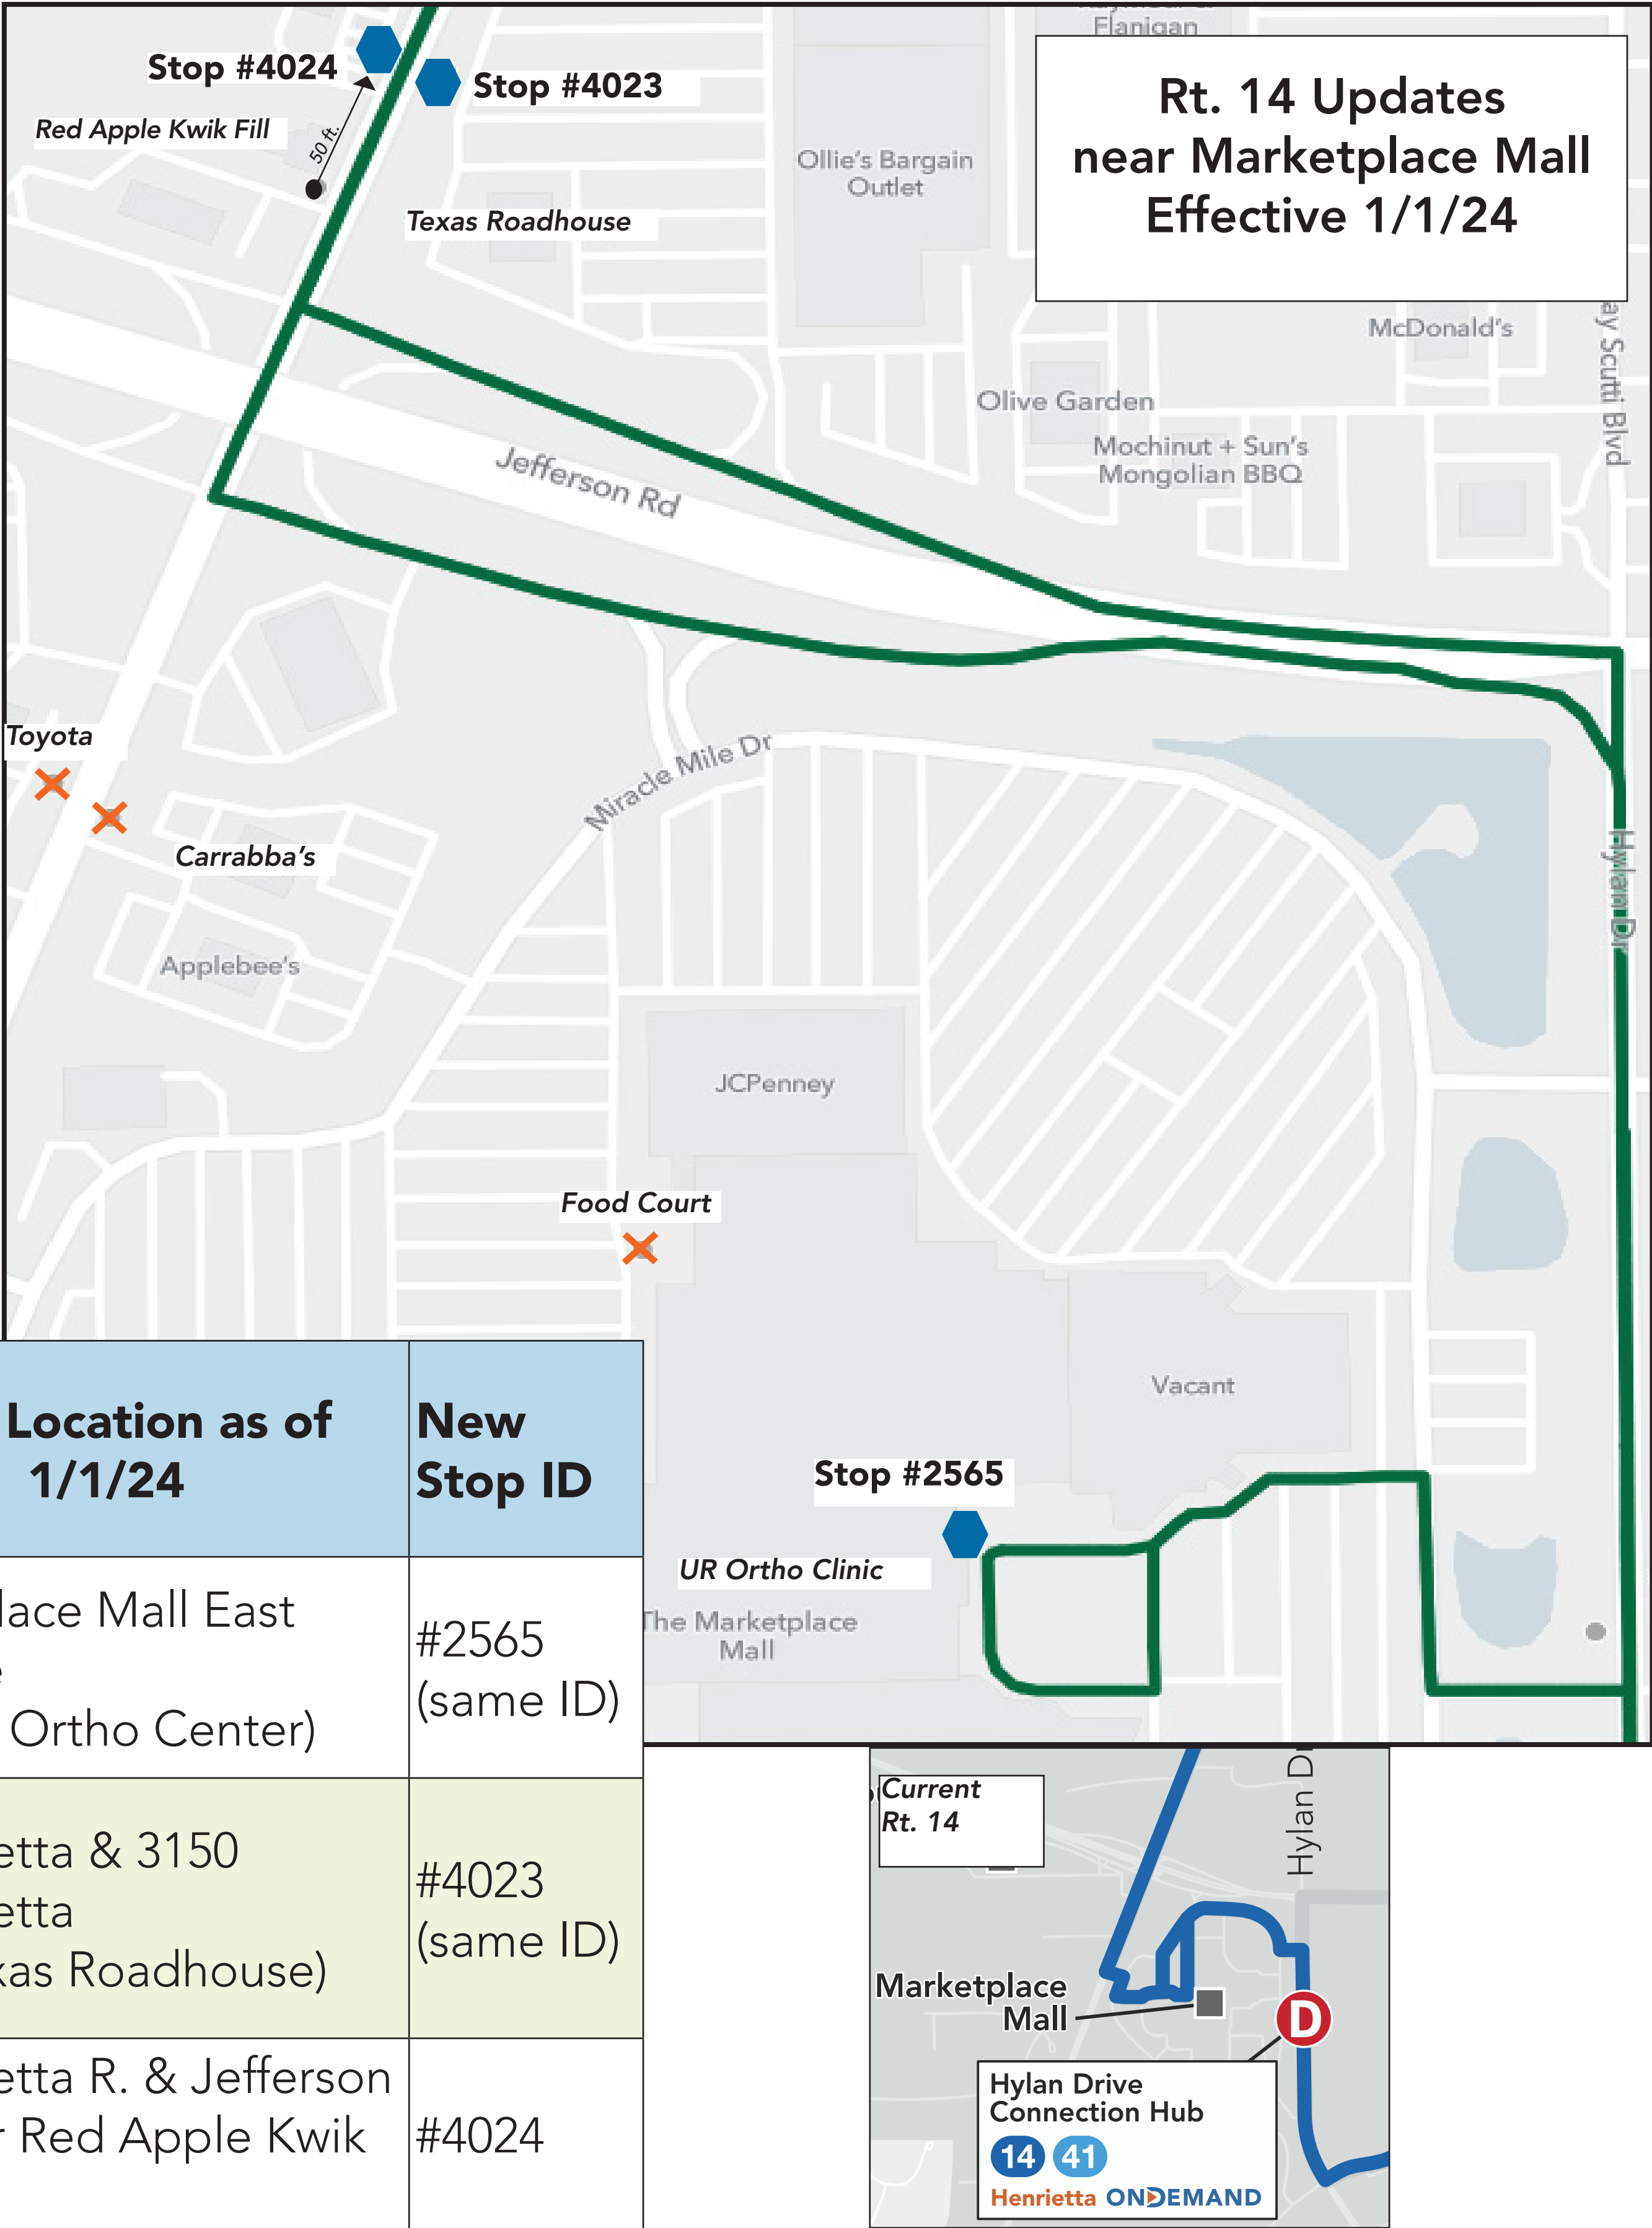 Flanigan
Rt. 14 Updates
near Marketplace Mall
Effective 1/1/24
Stop #4024
Stop #4023
Red Apple Kwik Fill
50 ft.
Ollie's Bargain
Outlet
Texas Roadhouse
McDonald's
ay Scutti Blvd
Olive Garden
Mochinut + Sun's
Mongolian BBQ
Jefferson Rd
Toyota
Miracle Mile Dr
Hylan Dr
Carrabba's
Applebee's
JCPenney
Food Court
Vacant
Stop #2565
UR Ortho Clinic
The Marketplace
Mall
Location as of
1/1/24
New
Stop ID
lace Mall East
Ortho Center)
#2565
(same ID)
etta & 3150
etta
xas Roadhouse)
#4023
(same ID)
etta R. & Jefferson
r Red Apple Kwik
#4024
Current
Rt. 14
Hylan D
Marketplace
Mall
D
Hylan Drive
Connection Hub
14 41
Henrietta ONDEMAND